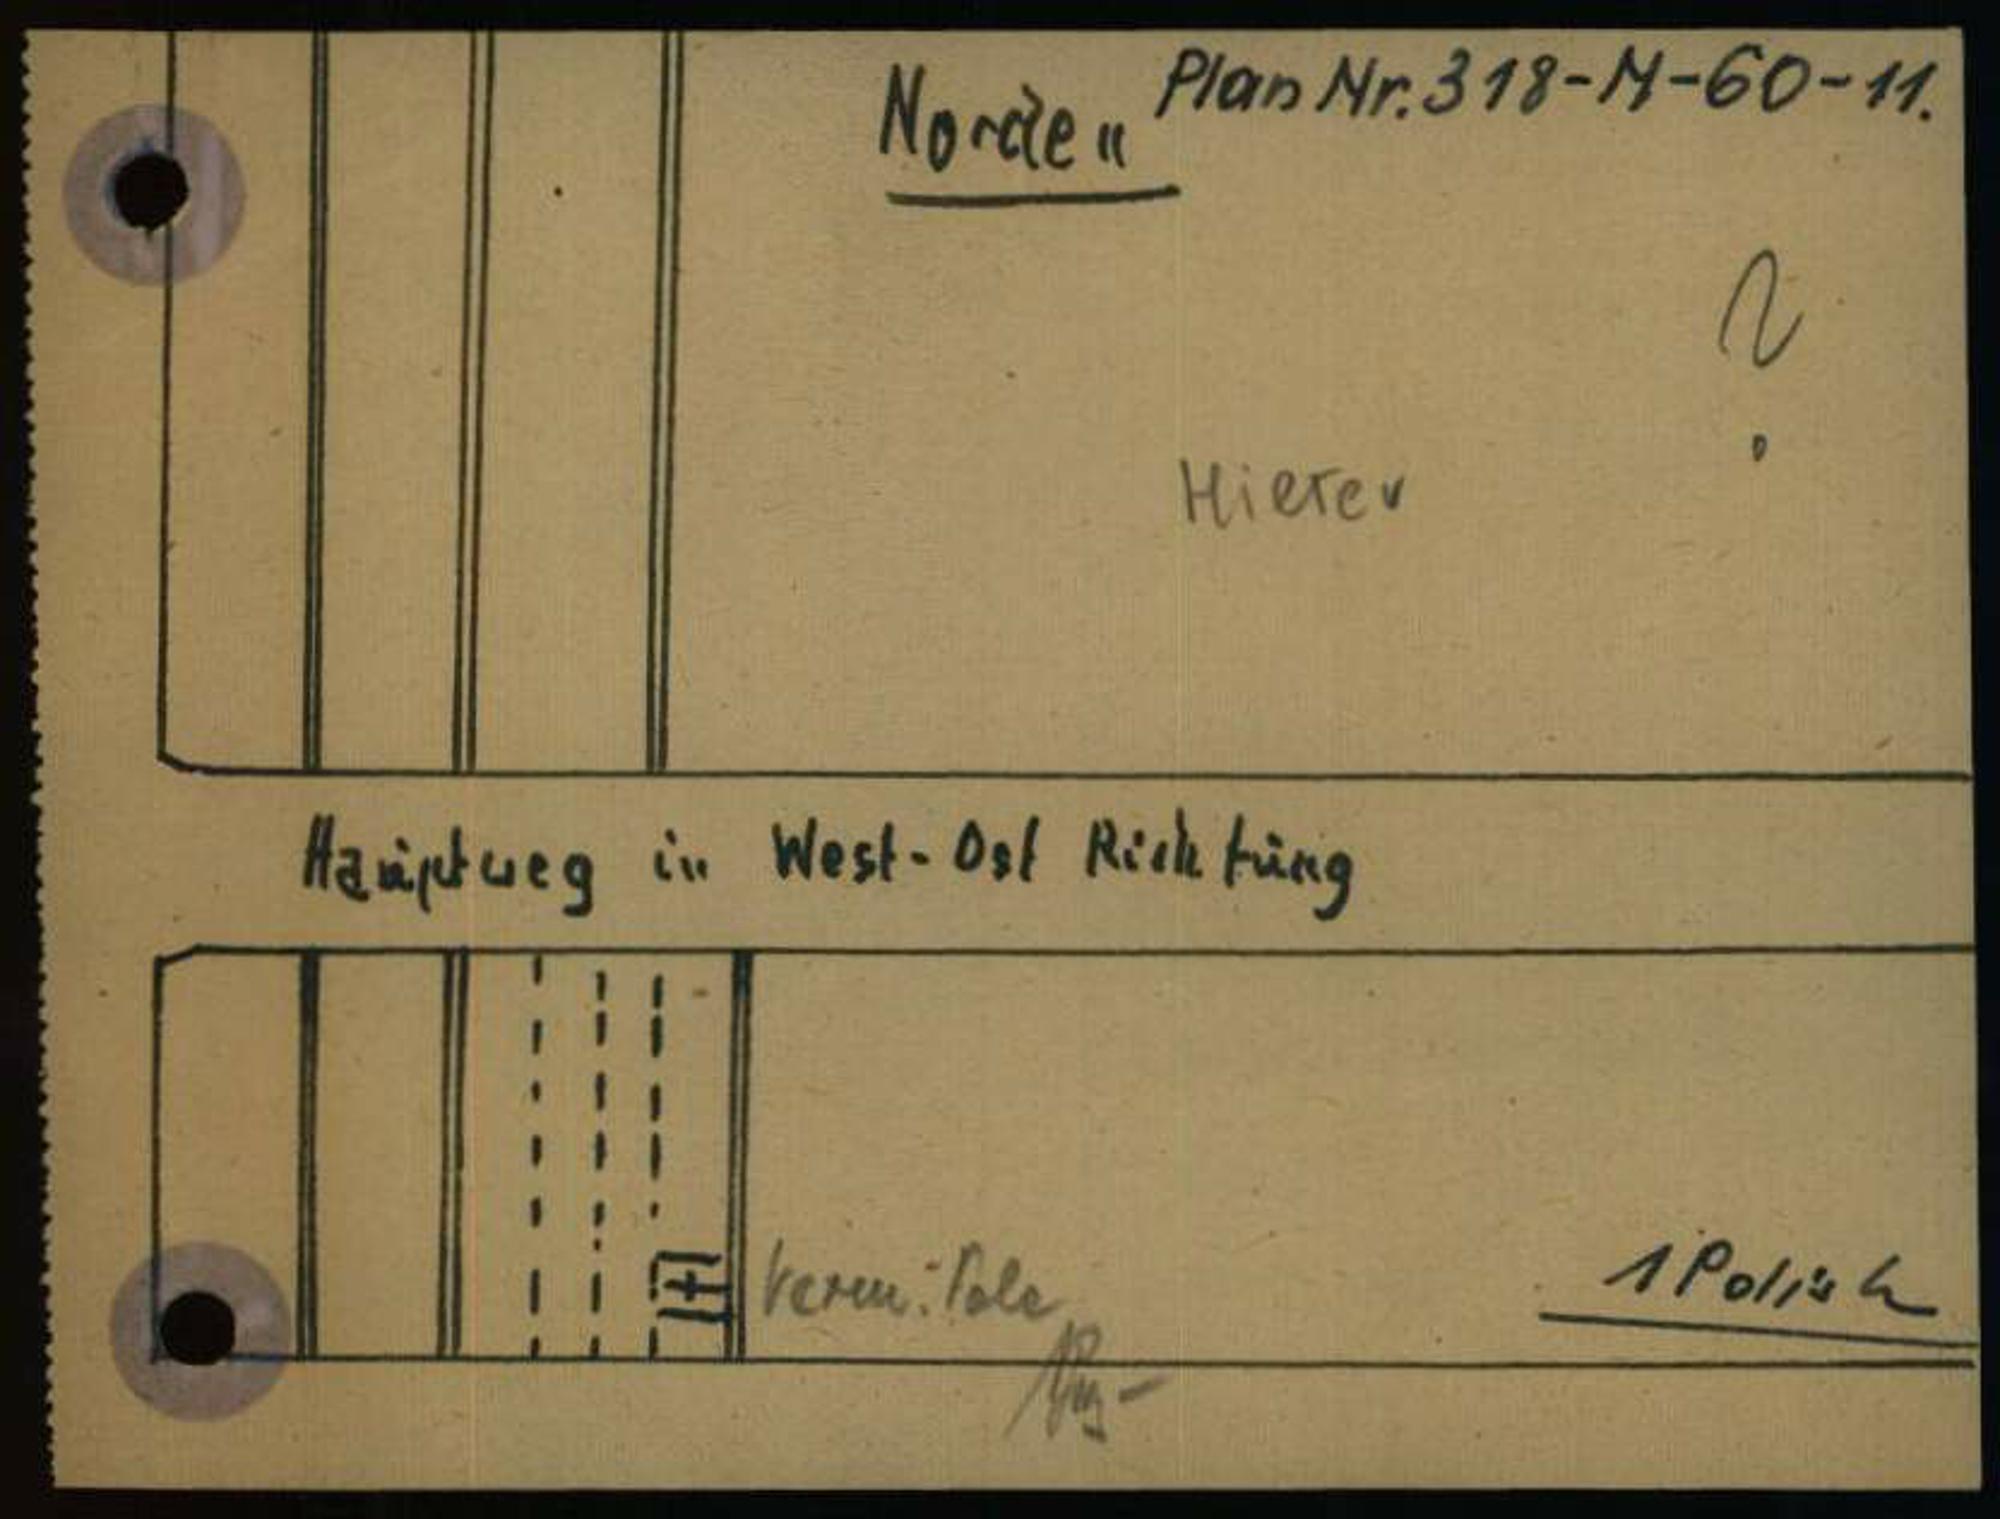 Plan Nr. 318-M-60-11.
Norden
Hierer
?
Hauptweg in West-Ost Richtung
Verm. Pole
1 Polish